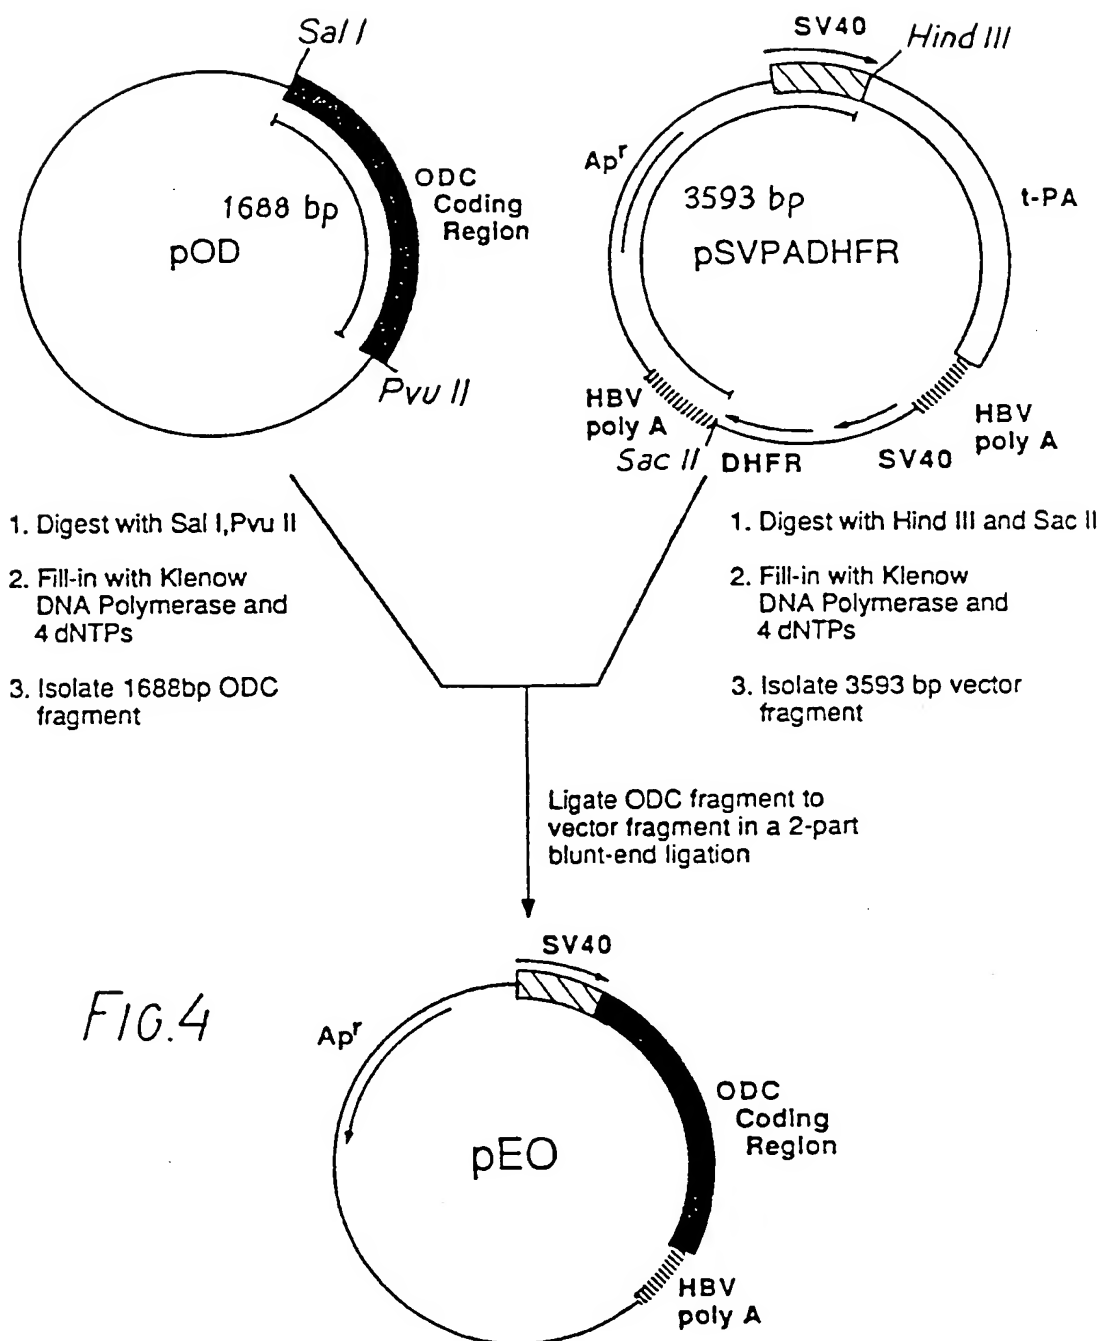 Sal I
ODC
Coding
Region
1688 bp
pOD
Pvu II
SV40
Hind III
Apr
3593 bp
pSVPADHFR
t-PA
HBV
poly A
Sac II
DHFR
SV40
HBV
poly A
1. Digest with Sal I,Pvu II
2. Fill-in with Klenow
DNA Polymerase and
4 dNTPs
3. Isolate 1688bp ODC
fragment
1. Digest with Hind III and Sac II
2. Fill-in with Klenow
DNA Polymerase and
4 dNTPs
3. Isolate 3593 bp vector
fragment
Ligate ODC fragment to
vector fragment in a 2-part
blunt-end ligation
FIG.4
SV40
Apr
ODC
Coding
Region
pEO
HBV
poly A